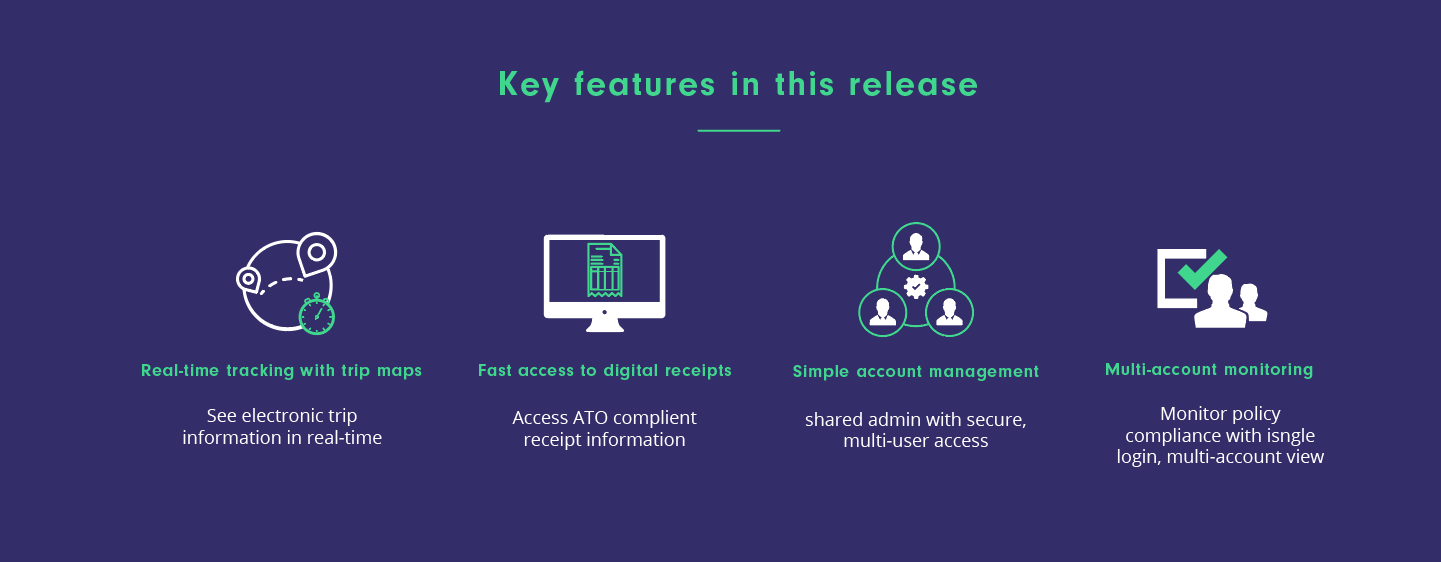 Key features in this release
Real-time tracking with trip maps
See electronic trip
information in real-time
Fast access to digital receipts
Access ATO complient
receipt information
Simple account management
shared admin with secure,
multi-user access
Multi-account monitoring
Monitor policy
compliance with isngle
login, multi-account view